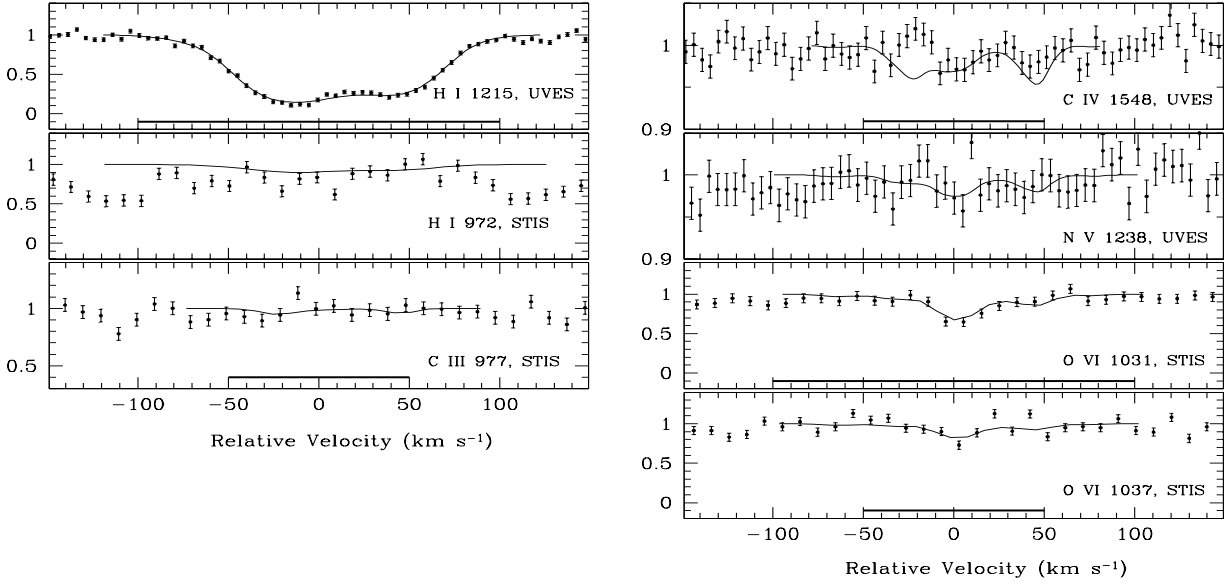 1
0.5
0
H I 1215, UVES
1
0.5
0
H I 972, STIS
1
0.5
C III 977, STIS
−100 −50 0 50 100
Relative Velocity (km s⁻¹)
1
0.9
C IV 1548, UVES
1
0.9
N V 1238, UVES
1
0.5
0
O VI 1031, STIS
1
0.5
0
O VI 1037, STIS
−100 −50 0 50 100
Relative Velocity (km s⁻¹)